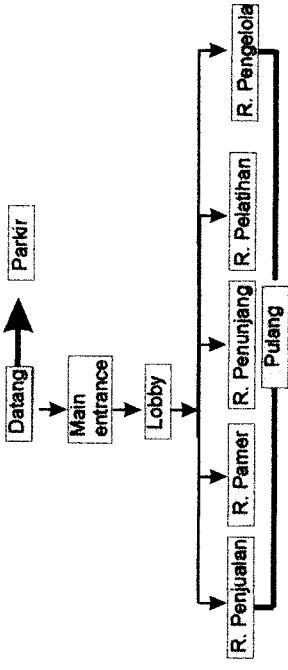 Datang
Parkir
Main
entrance
Lobby
R. Penjualan
R. Pamer
R. Penunjang
R. Pelatihan
R. Pengelola
Pulang